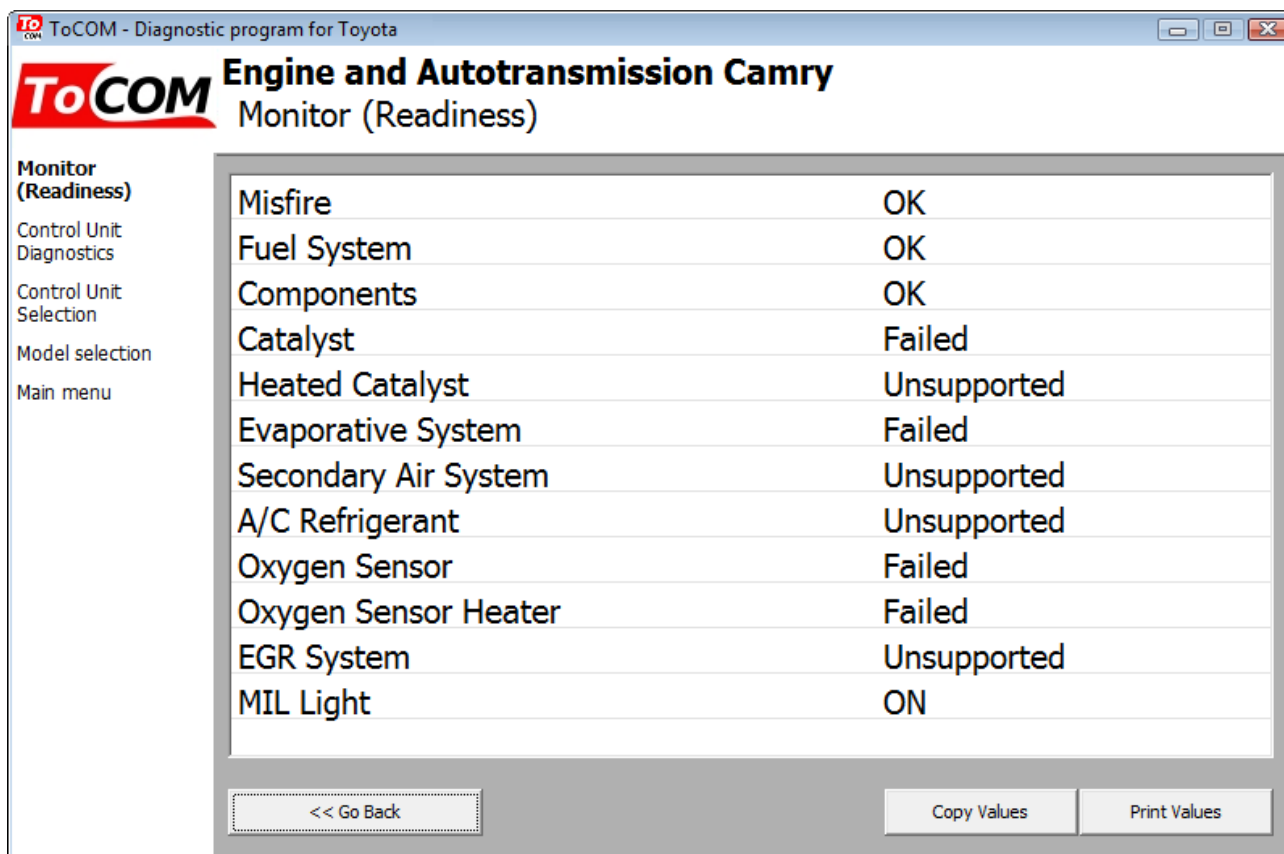 To
COM
ToCOM - Diagnostic program for Toyota
ToCOM
Engine and Autotransmission Camry
Monitor (Readiness)
Monitor
(Readiness)
Control Unit
Diagnostics
Control Unit
Selection
Model selection
Main menu
Misfire OK
Fuel System OK
Components OK
Catalyst Failed
Heated Catalyst Unsupported
Evaporative System Failed
Secondary Air System Unsupported
A/C Refrigerant Unsupported
Oxygen Sensor Failed
Oxygen Sensor Heater Failed
EGR System Unsupported
MIL Light ON
<< Go Back
Copy Values
Print Values